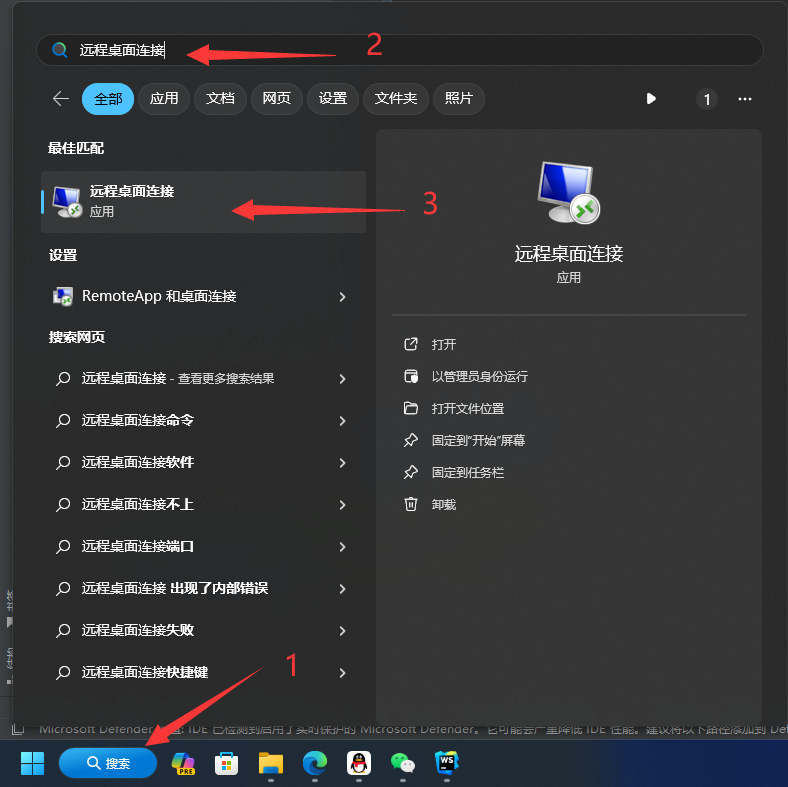 远程桌面连接
2
全部 应用 文档 网页 设置 文件夹 照片
1
最佳匹配
远程桌面连接
应用
3
设置
RemoteApp 和桌面连接
搜索网页
远程桌面连接 - 查看更多搜索结果
远程桌面连接命令
远程桌面连接软件
远程桌面连接不上
远程桌面连接端口
远程桌面连接 出现了内部错误
远程桌面连接失败
远程桌面连接快捷键
远程桌面连接
应用
打开
以管理员身份运行
打开文件位置
固定到"开始"屏幕
固定到任务栏
卸载
1
Microsoft Defender IDE 已检测到启用了实时保护的 Microsoft Defender。它可能会严重降低 IDE 性能。建议将以下路径添加到 Def
搜索
PRE
WS